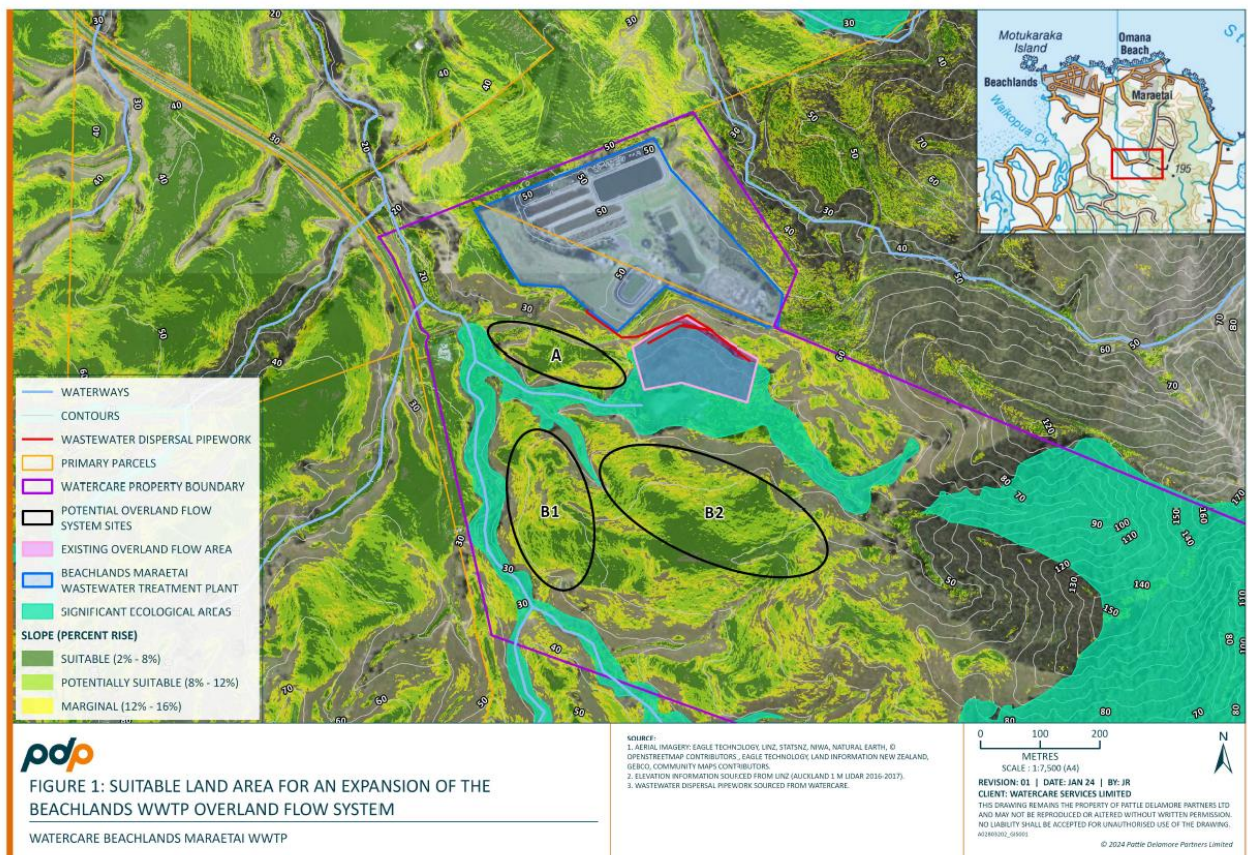 Motukaraka
Island
Omana
Beach
Beachlands
Maraetai
Waikopua Ck
195
A
B1
B2
WATERWAYS
CONTOURS
WASTEWATER DISPERSAL PIPEWORK
PRIMARY PARCELS
WATERCARE PROPERTY BOUNDARY
POTENTIAL OVERLAND FLOW
SYSTEM SITES
EXISTING OVERLAND FLOW AREA
BEACHLANDS MARAETAI
WASTEWATER TREATMENT PLANT
SIGNIFICANT ECOLOGICAL AREAS
SLOPE (PERCENT RISE)
SUITABLE (2% - 8%)
POTENTIALLY SUITABLE (8% - 12%)
MARGINAL (12% - 16%)
pdp
FIGURE 1: SUITABLE LAND AREA FOR AN EXPANSION OF THE
BEACHLANDS WWTP OVERLAND FLOW SYSTEM
WATERCARE BEACHLANDS MARAETAI WWTP
SOURCE:
1. AERIAL IMAGERY: EAGLE TECHNOLOGY, LINZ, STATSNZ, NIWA, NATURAL EARTH, ©
OPENSTREETMAP CONTRIBUTORS., EAGLE TECHNOLOGY, LAND INFORMATION NEW ZEALAND,
GEBCO, COMMUNITY MAPS CONTRIBUTORS.
2. ELEVATION INFORMATION SOURCED FROM LINZ (AUCKLAND 1 M LIDAR 2016-2017).
3. WASTEWATER DISPERSAL PIPEWORK SOURCED FROM WATERCARE.
0 100 200
METRES
SCALE : 1:7,500 (A4)
N
REVISION: 01 | DATE: JAN 24 | BY: JR
CLIENT: WATERCARE SERVICES LIMITED
THIS DRAWING REMAINS THE PROPERTY OF PATTLE DELAMORE PARTNERS LTD
AND MAY NOT BE REPRODUCED OR ALTERED WITHOUT WRITTEN PERMISSION.
NO LIABILITY SHALL BE ACCEPTED FOR UNAUTHORISED USE OF THE DRAWING.
© 2024 Pattle Delamore Partners Limited